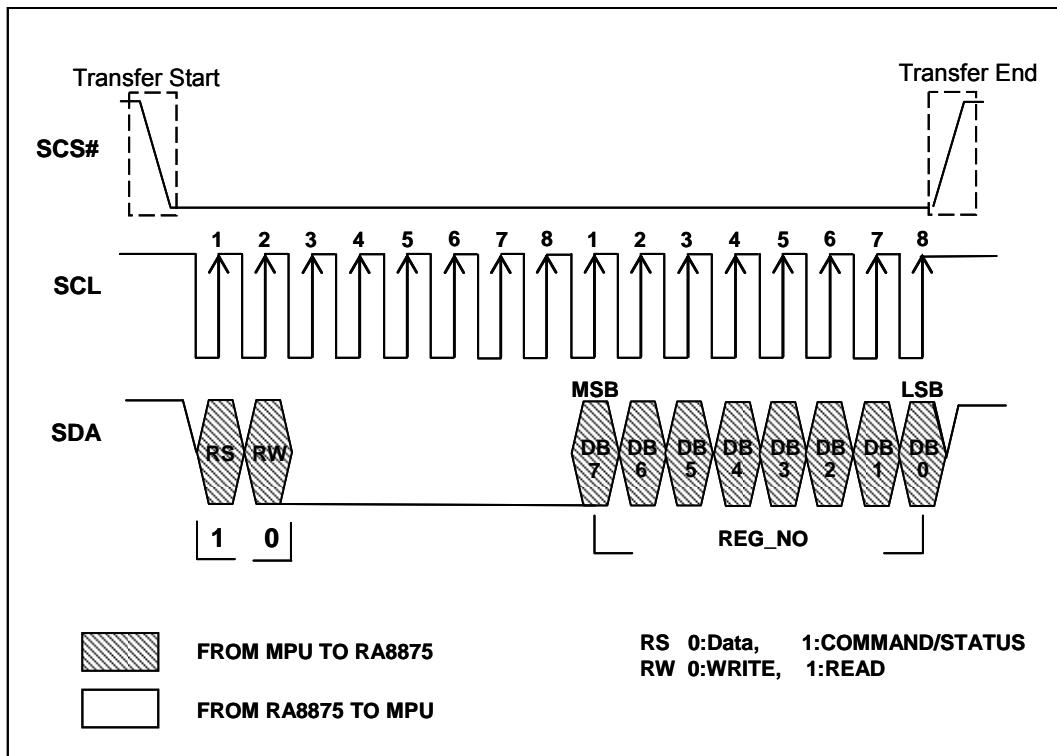 Transfer Start
Transfer End
SCS#
1 2 3 4 5 6 7 8 1 2 3 4 5 6 7 8
SCL
MSB
LSB
SDA
RS RW DB 7 DB 6 DB 5 DB 4 DB 3 DB 2 DB 1 DB 0
1 0
REG_NO
FROM MPU TO RA8875
RS 0:Data, 1:COMMAND/STATUS
RW 0:WRITE, 1:READ
FROM RA8875 TO MPU